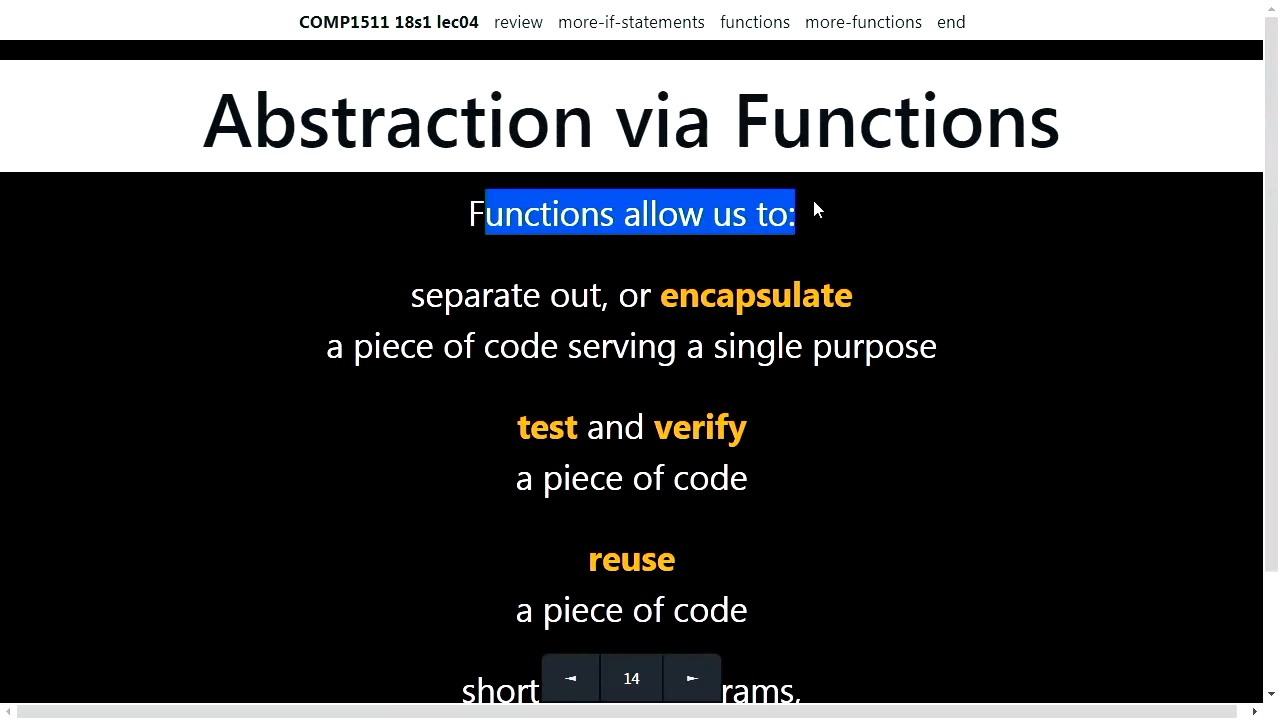 COMP1511 18s1 lec04 review more-if-statements functions more-functions end
Abstraction via Functions
Functions allow us to:
separate out, or encapsulate
a piece of code serving a single purpose
test and verify
a piece of code
reuse
a piece of code
14
short rams,